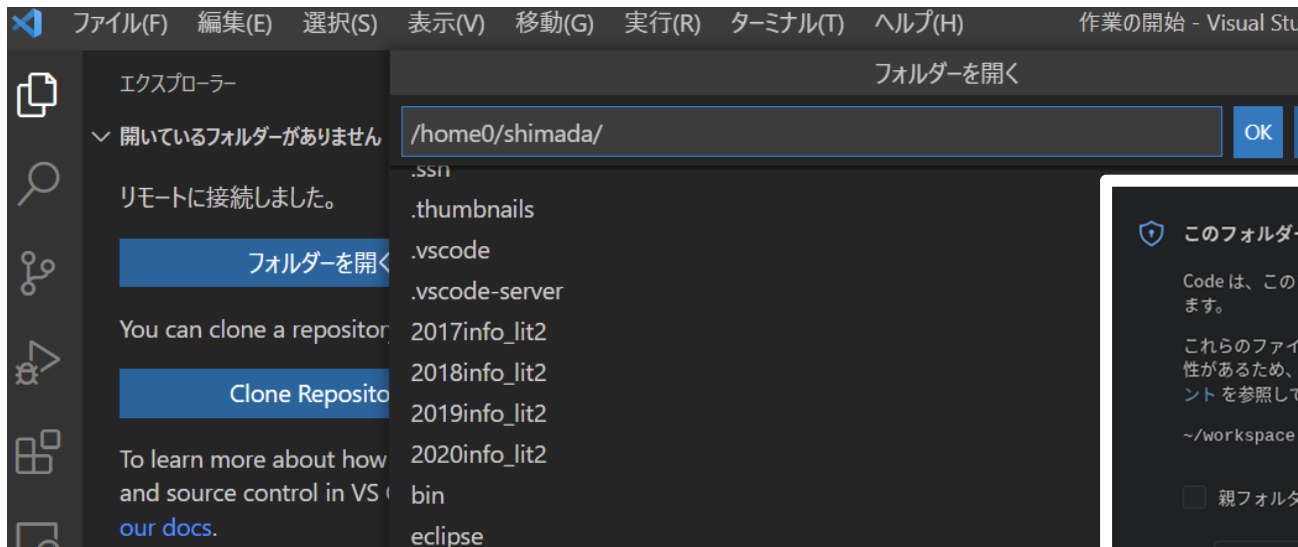 ファイル(F) 編集(E) 選択(S) 表示(V) 移動(G) 実行(R) ターミナル(T) ヘルプ(H) 作業の開始 - Visual Stu
エクスプローラー
開いているフォルダーがありません
リモートに接続しました。
フォルダーを開く
You can clone a repository
Clone Reposito
To learn more about how
and source control in VS
our docs.
フォルダーを開く
/home0/shimada/
OK
.ssh
.thumbnails
.vscode
.vscode-server
2017info_lit2
2018info_lit2
2019info_lit2
2020info_lit2
bin
eclipse
このフォルダー
Code は、この
ます。
これらのファイ
性があるため、
ント を参照して
~/workspace
親フォルダ